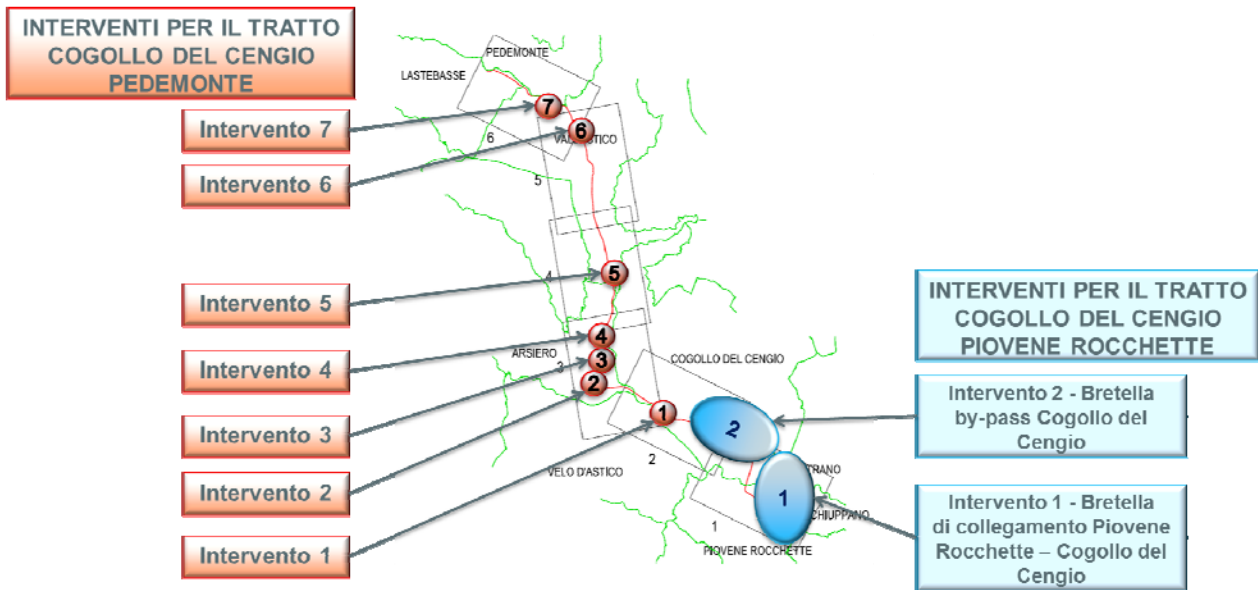 INTERVENTI PER IL TRATTO
COGOLLO DEL CENGIO
PEDEMONTE
Intervento 7
Intervento 6
Intervento 5
Intervento 4
Intervento 3
Intervento 2
Intervento 1
PEDEMONTE
LASTEBASSE
7
6
6
5
5
4
ARSIERO
3
3
2
COGOLLO DEL CENGIO
1
2
2
VELO D'ASTICO
1
1
CHIUPPANO
PIOVENE ROCCHETTE
INTERVENTI PER IL TRATTO
COGOLLO DEL CENGIO
PIOVENE ROCCHETTE
Intervento 2 - Bretella
by-pass Cogollo del
Cengio
Intervento 1 - Bretella
di collegamento Piovene
Rocchette – Cogollo del
Cengio